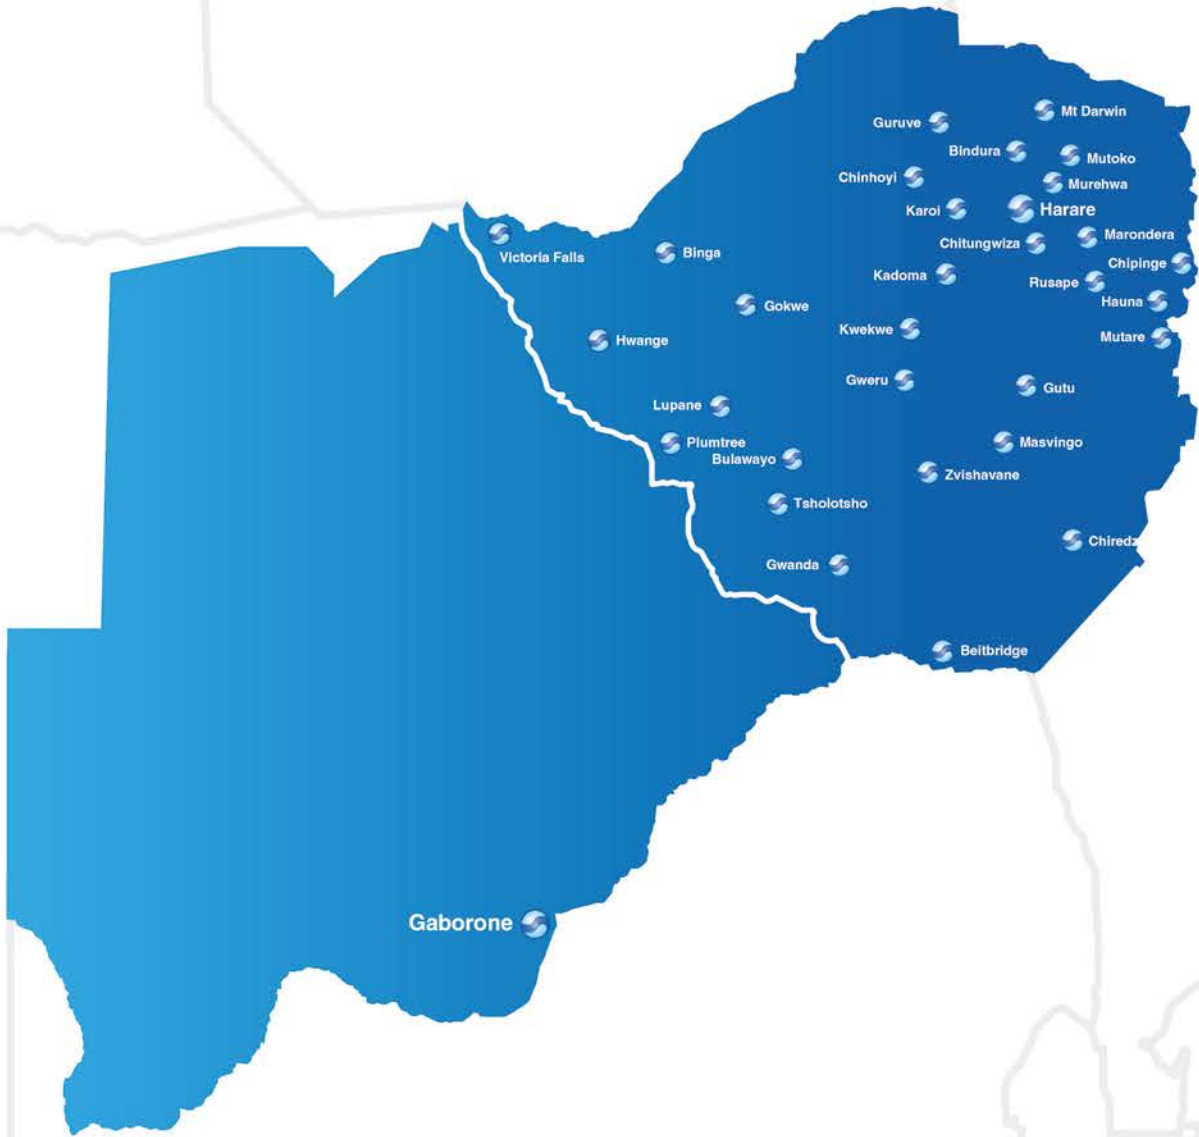 Mt Darwin
Guruve
Bindura
Mutoko
Chinhoyi
Murehwa
Karoi
Harare
Marondera
Chitungwiza
Victoria Falls
Binga
Chipinge
Kadoma
Rusape
Hauna
Gokwe
Kwekwe
Mutare
Hwange
Gweru
Gutu
Lupane
Plumtree
Masvingo
Bulawayo
Zvishavane
Tsholotsho
Chiredz
Gwanda
Beitbridge
Gaborone